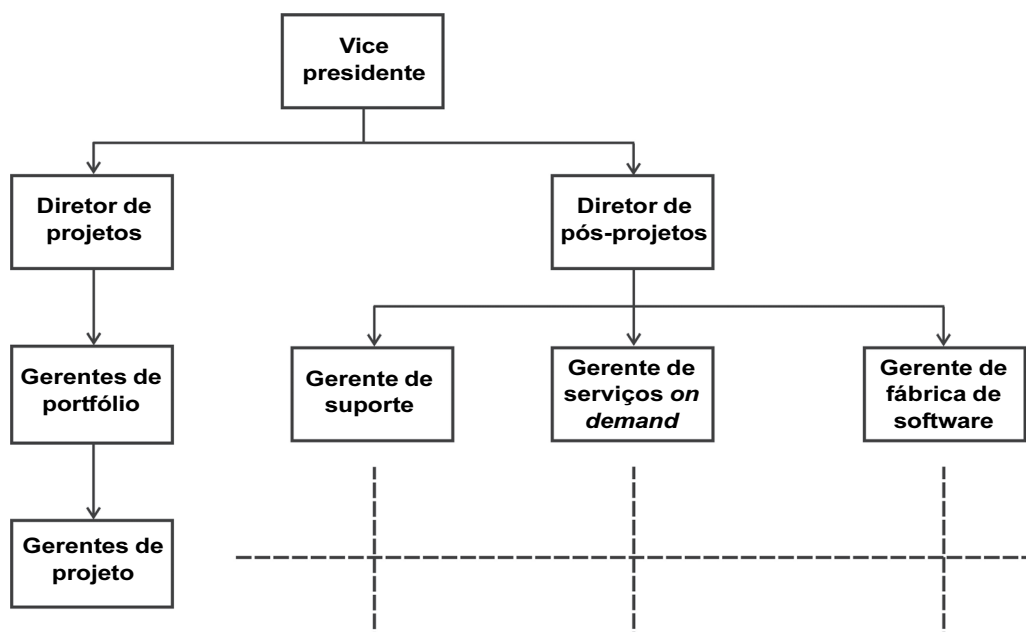 Vice
presidente
Diretor de
projetos
Diretor de
pós-projetos
Gerentes de
portfólio
Gerente de
suporte
Gerente de
serviços on
demand
Gerente de
fábrica de
software
Gerentes de
projeto